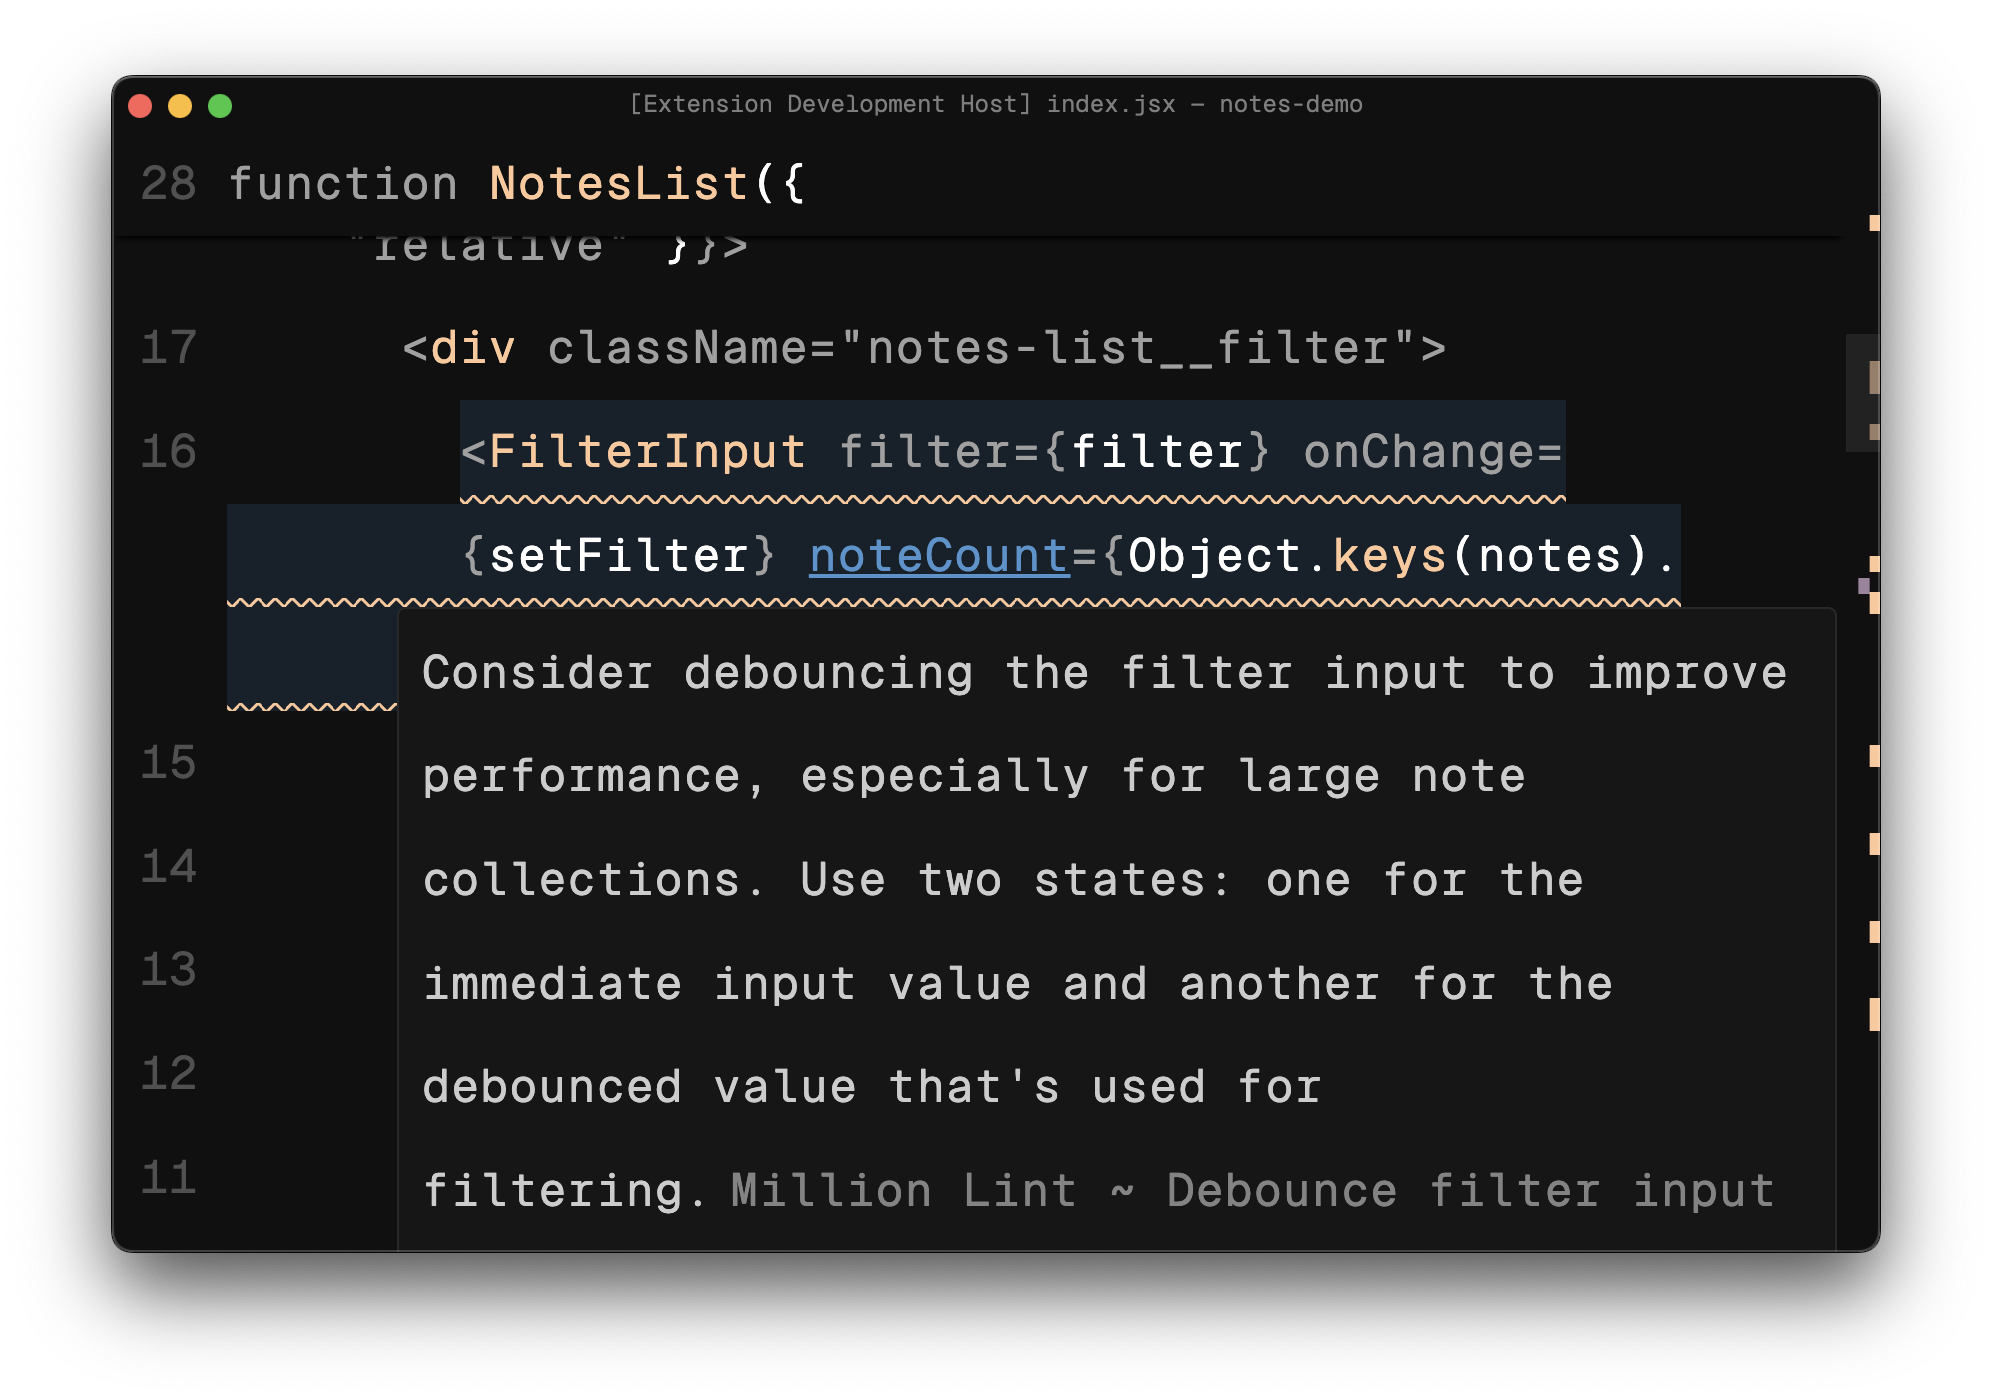 [Extension Development Host] index.jsx — notes-demo
28 function NotesList({
"relative" }}>
17 <div className="notes-list__filter">
16 <FilterInput filter={filter} onChange=
{setFilter} noteCount={Object.keys(notes).
Consider debouncing the filter input to improve
15
performance, especially for large note
14
collections. Use two states: one for the
13
immediate input value and another for the
12
debounced value that's used for
11
filtering. Million Lint ~ Debounce filter input